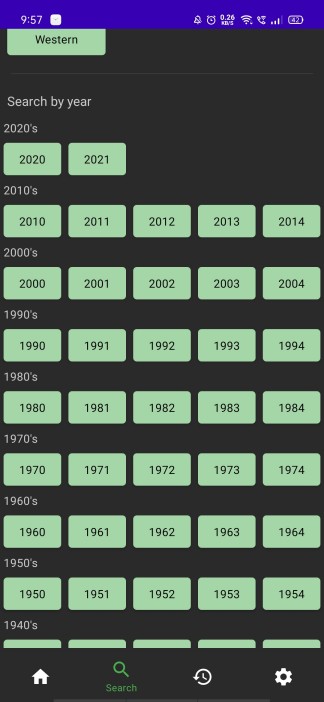 9:57
0.26
KB/S
82
Western
Search by year
2020's
2020 2021
2010's
2010 2011 2012 2013 2014
2000's
2000 2001 2002 2003 2004
1990's
1990 1991 1992 1993 1994
1980's
1980 1981 1982 1983 1984
1970's
1970 1971 1972 1973 1974
1960's
1960 1961 1962 1963 1964
1950's
1950 1951 1952 1953 1954
1940's
Search